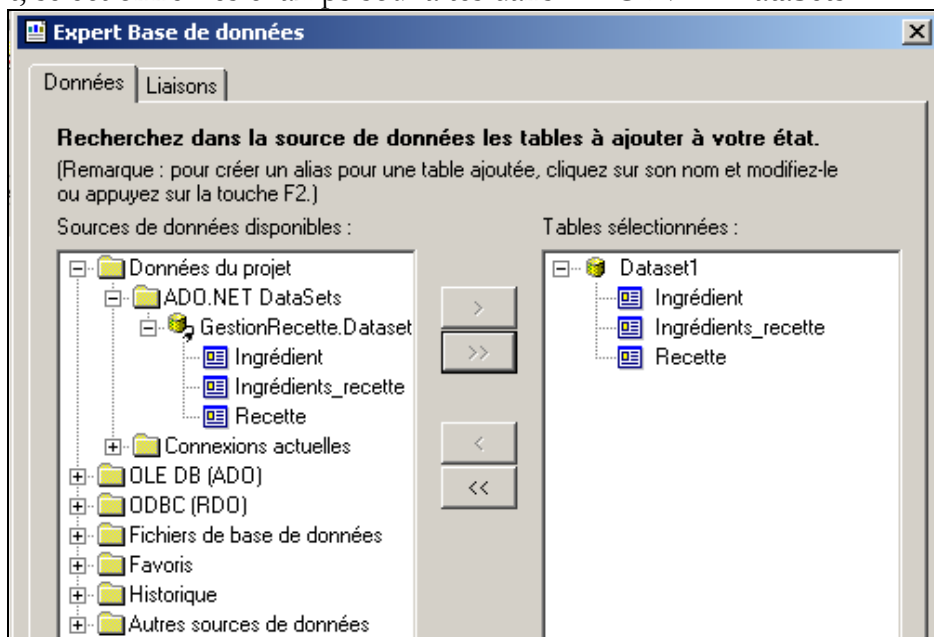 Expert Base de données
Données
Liaisons
Recherchez dans la source de données les tables à ajouter à votre état.
(Remarque : pour créer un alias pour une table ajoutée, cliquez sur son nom et modifiez-le
ou appuyez sur la touche F2.)
Sources de données disponibles :
Données du projet
ADO.NET DataSets
GestionRecette.Dataset
Ingrédient
Ingrédients_recette
Recette
Connexions actuelles
OLE DB (ADO)
ODBC (RDO)
Fichiers de base de données
Favoris
Historique
Autres sources de données
>
>>
<
<<
Tables sélectionnées :
Dataset1
Ingrédient
Ingrédients_recette
Recette